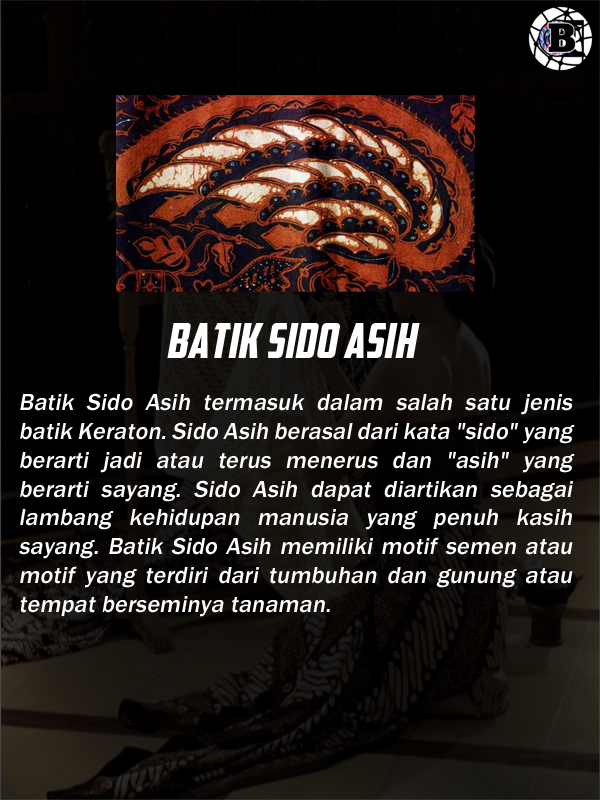 B
BATIK SIDO ASIH
Batik Sido Asih termasuk dalam salah satu jenis
batik Keraton. Sido Asih berasal dari kata "sido" yang
berarti jadi atau terus menerus dan "asih" yang
berarti sayang. Sido Asih dapat diartikan sebagai
lambang kehidupan manusia yang penuh kasih
sayang. Batik Sido Asih memiliki motif semen atau
motif yang terdiri dari tumbuhan dan gunung atau
tempat berseminya tanaman.